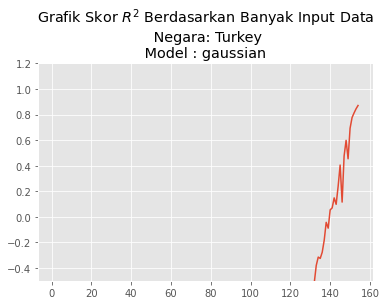 Grafik Skor R² Berdasarkan Banyak Input Data
Negara: Turkey
Model : gaussian
1.2
1.0
0.8
0.6
0.4
0.2
0.0
−0.2
−0.4
0 20 40 60 80 100 120 140 160